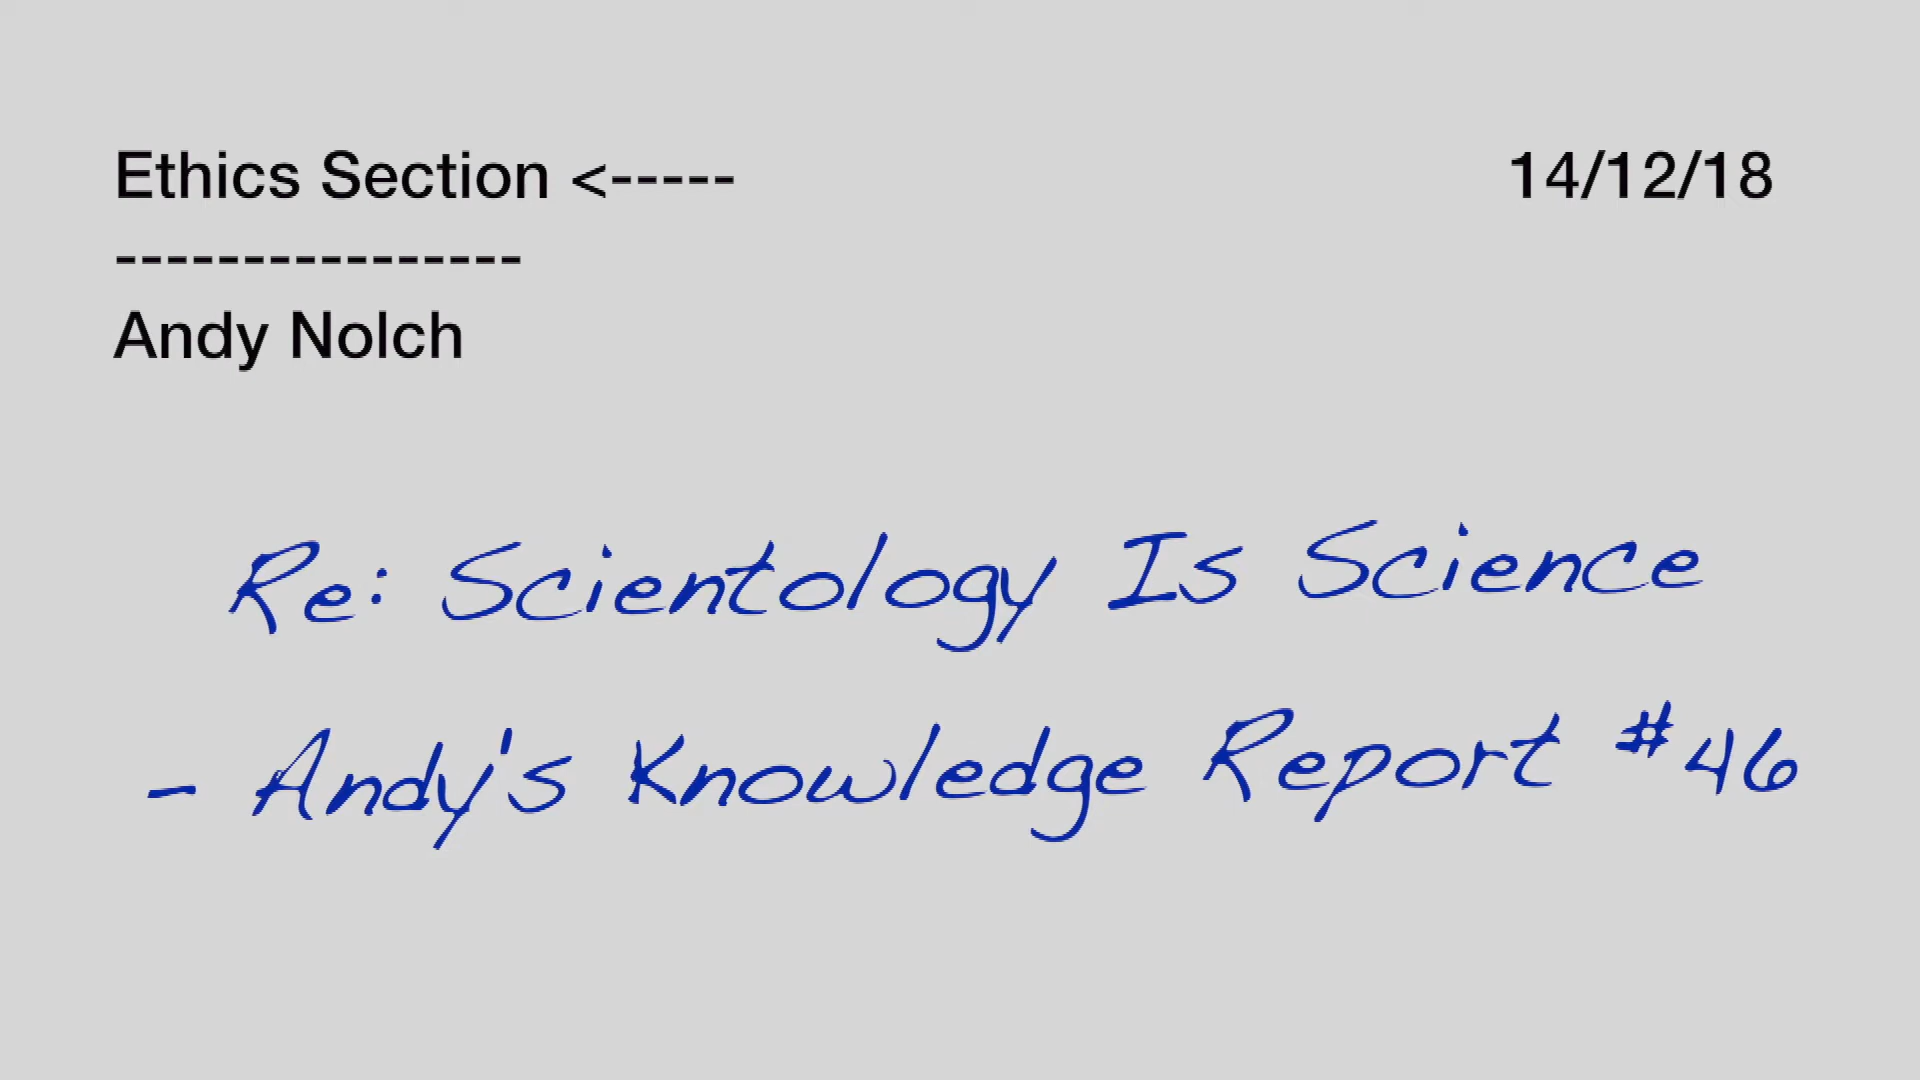 Ethics Section <-----
14/12/18
----------------
Andy Nolch
Re: Scientology Is Science
- Andy's Knowledge Report #46